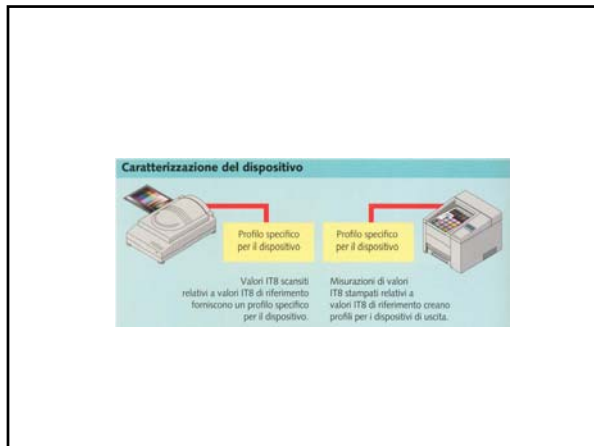 Caratterizzazione del dispositivo
Profilo specifico
per il dispositivo
Profilo specifico
per il dispositivo
Valori IT8 scansiti
relativi a valori IT8 di riferimento
forniscono un profilo specifico
per il dispositivo.
Misurazioni di valori
IT8 stampati relativi a
valori IT8 di riferimento creano
profili per i dispositivi di uscita.